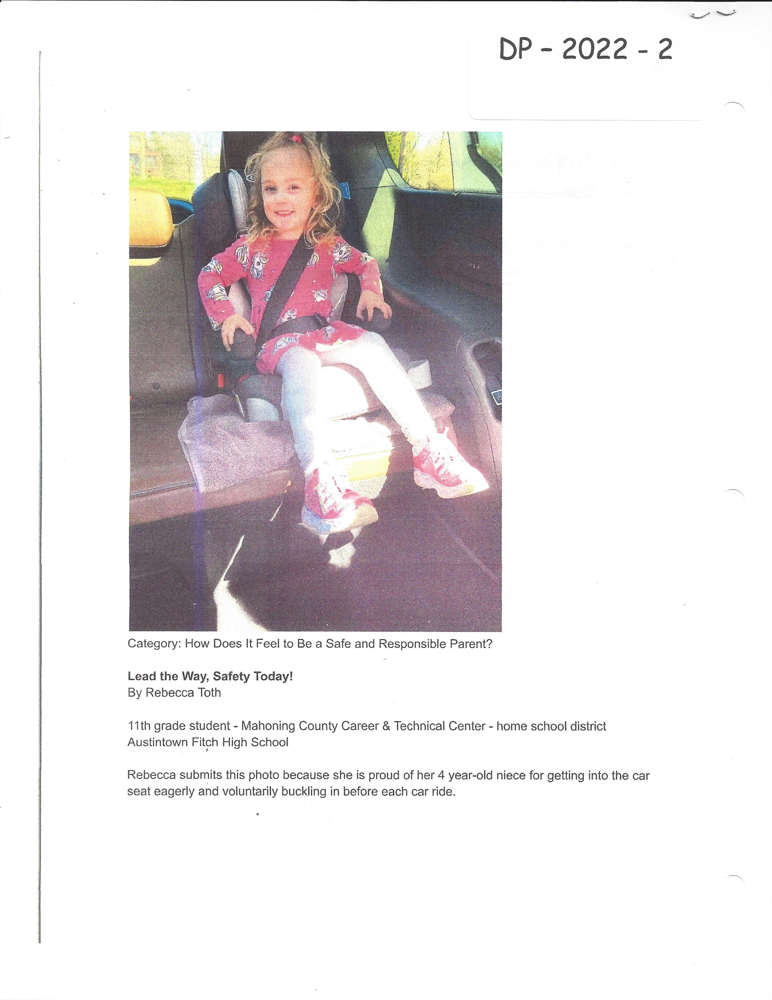 DP - 2022 - 2
Category: How Does It Feel to Be a Safe and Responsible Parent?
Lead the Way, Safety Today!
By Rebecca Toth
11th grade student - Mahoning County Career & Technical Center - home school district
Austintown Fitch High School
Rebecca submits this photo because she is proud of her 4 year-old niece for getting into the car
seat eagerly and voluntarily buckling in before each car ride.